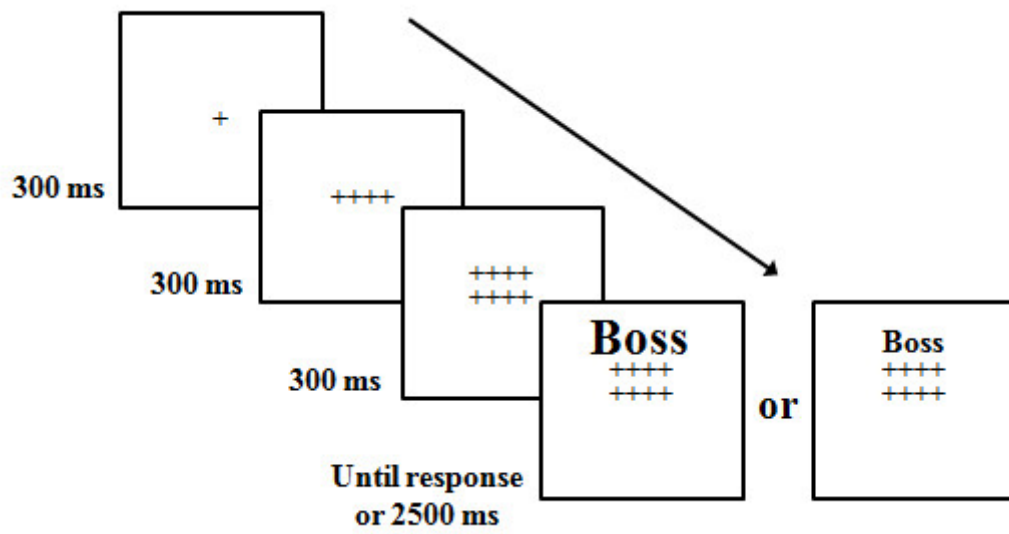 +
300 ms
++++
300 ms
++++
++++
300 ms
Boss
++++
++++
Until response
or 2500 ms
or
Boss
++++
++++